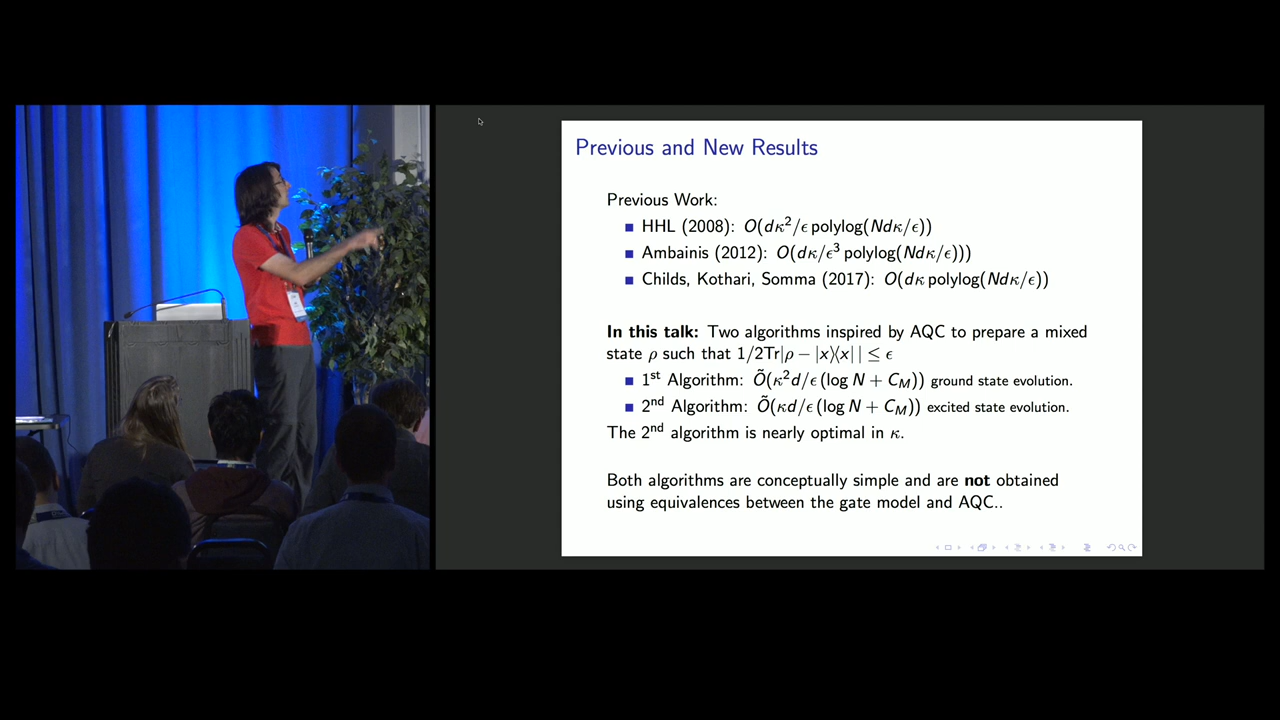 Previous and New Results
Previous Work:
HHL (2008): O(dκ²/ϵ polylog(Ndκ/ϵ))
Ambainis (2012): O(dκ/ϵ³ polylog(Ndκ/ϵ)))
Childs, Kothari, Somma (2017): O(dκ polylog(Ndκ/ϵ))
In this talk: Two algorithms inspired by AQC to prepare a mixed
state ρ such that 1/2Tr|ρ − |x⟩⟨x|| ≤ ϵ
1st Algorithm: Õ(κ²d/ϵ (log N + C_M)) ground state evolution.
2nd Algorithm: Õ(κd/ϵ (log N + C_M)) excited state evolution.
The 2nd algorithm is nearly optimal in κ.
Both algorithms are conceptually simple and are not obtained
using equivalences between the gate model and AQC..